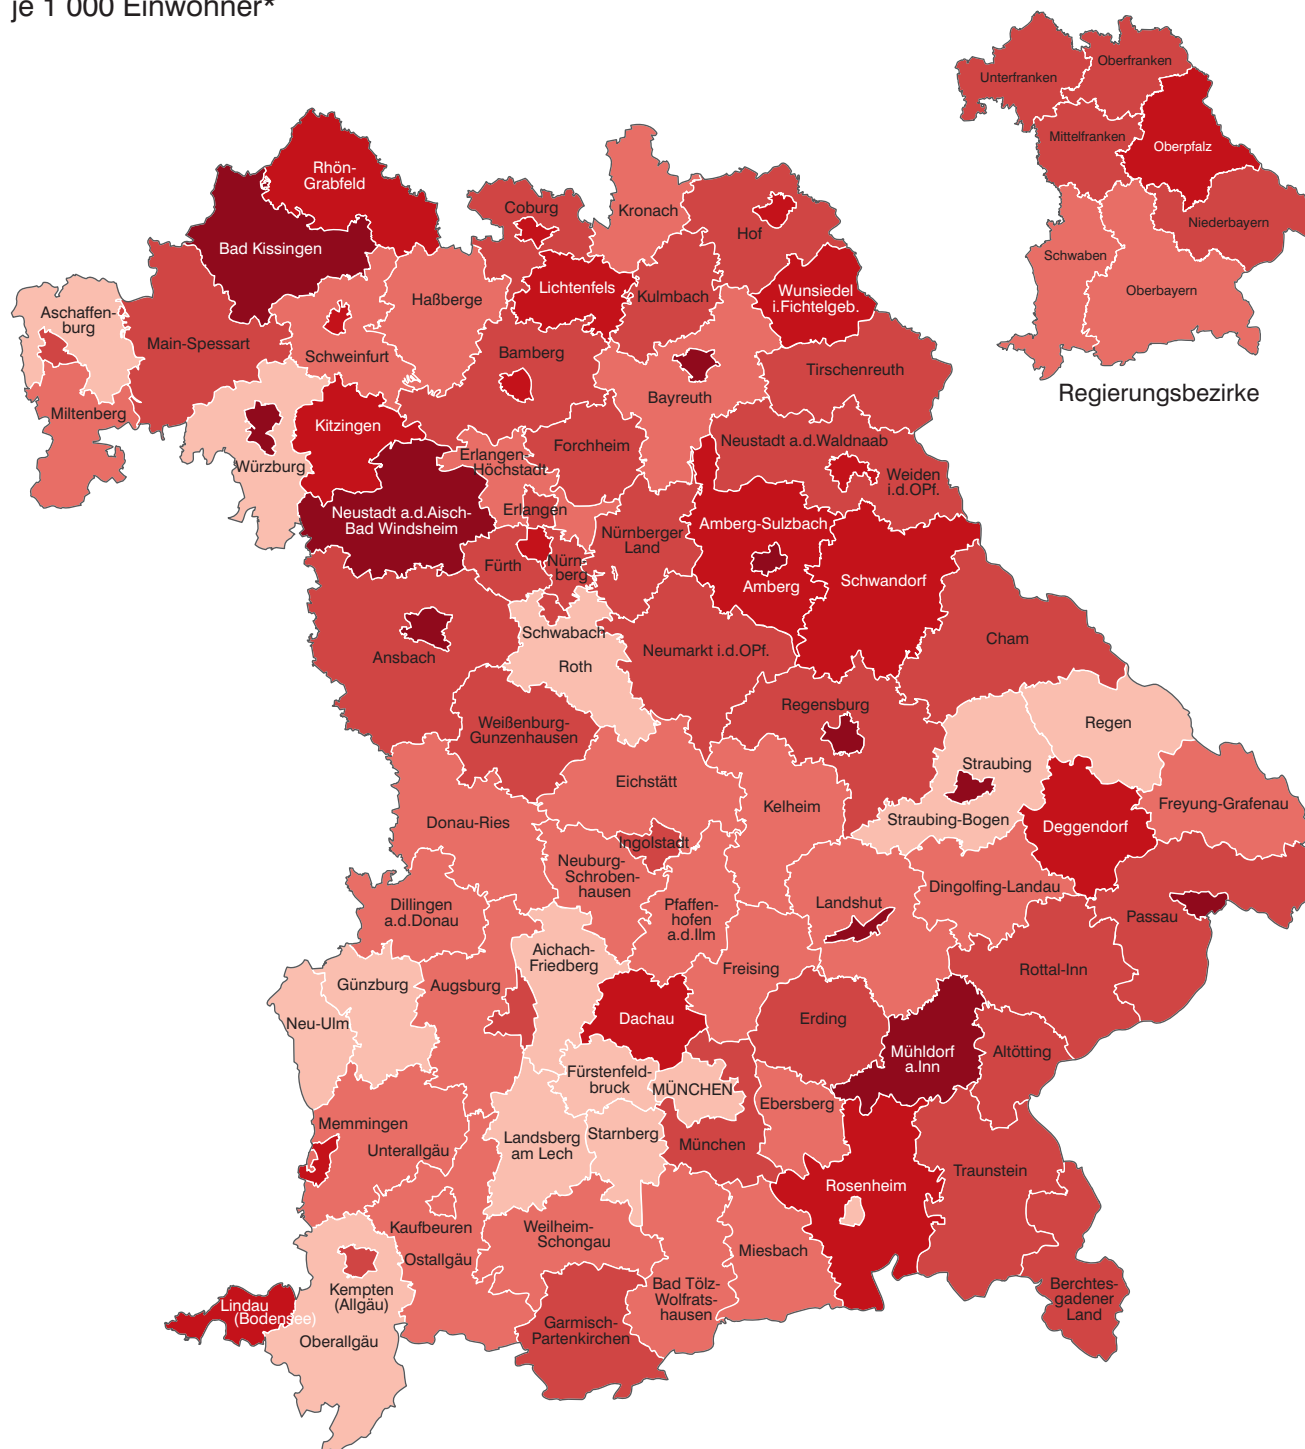 je 1 000 Einwohner*
Unterfranken
Oberfranken
Mittelfranken
Oberpfalz
Niederbayern
Schwaben
Oberbayern
Regierungsbezirke
Rhön-
Grabfeld
Bad Kissingen
Coburg
Kronach
Hof
Lichtenfels
Kulmbach
Wunsiedel
i.Fichtelgeb.
Haßberge
Aschaffen-
burg
Main-Spessart
Schweinfurt
Bamberg
Bayreuth
Tirschenreuth
Miltenberg
Kitzingen
Würzburg
Erlangen-
Höchstadt
Forchheim
Neustadt a.d.Waldnaab
Weiden
i.d.OPf.
Neustadt a.d.Aisch-
Bad Windsheim
Erlangen
Fürth
Nürn-
berg
Nürnberger
Land
Amberg-Sulzbach
Amberg
Schwandorf
Cham
Ansbach
Schwabach
Roth
Neumarkt i.d.OPf.
Regensburg
Weißenburg-
Gunzenhausen
Regen
Straubing
Straubing-Bogen
Deggendorf
Freyung-Grafenau
Eichstätt
Kelheim
Donau-Ries
Ingolstadt
Neuburg-
Schroben-
hausen
Dillingen
a.d.Donau
Pfaffen-
hofen
a.d.Ilm
Landshut
Dingolfing-Landau
Passau
Rottal-Inn
Aichach-
Friedberg
Freising
Günzburg
Augsburg
Neu-Ulm
Dachau
Erding
Mühldorf
a.Inn
Altötting
Fürstenfeld-
bruck
MÜNCHEN
Ebersberg
Memmingen
Unterallgäu
Landsberg
am Lech
Starnberg
München
Traunstein
Rosenheim
Kaufbeuren
Ostallgäu
Weilheim-
Schongau
Miesbach
Bad Tölz-
Wolfrats-
hausen
Berchtes-
gadener
Land
Kempten
(Allgäu)
Lindau
(Bodensee)
Oberallgäu
Garmisch-
Partenkirchen